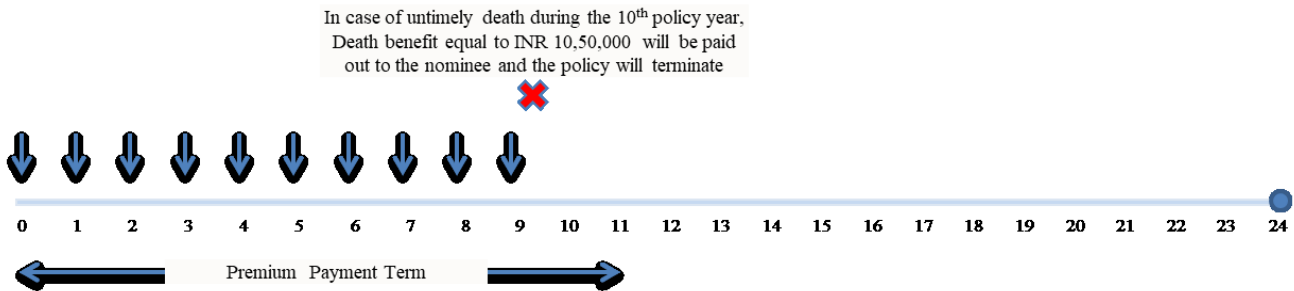 In case of untimely death during the 10th policy year,
Death benefit equal to INR 10,50,000 will be paid
out to the nominee and the policy will terminate
0 1 2 3 4 5 6 7 8 9 10 11 12 13 14 15 16 17 18 19 20 21 22 23 24
Premium Payment Term